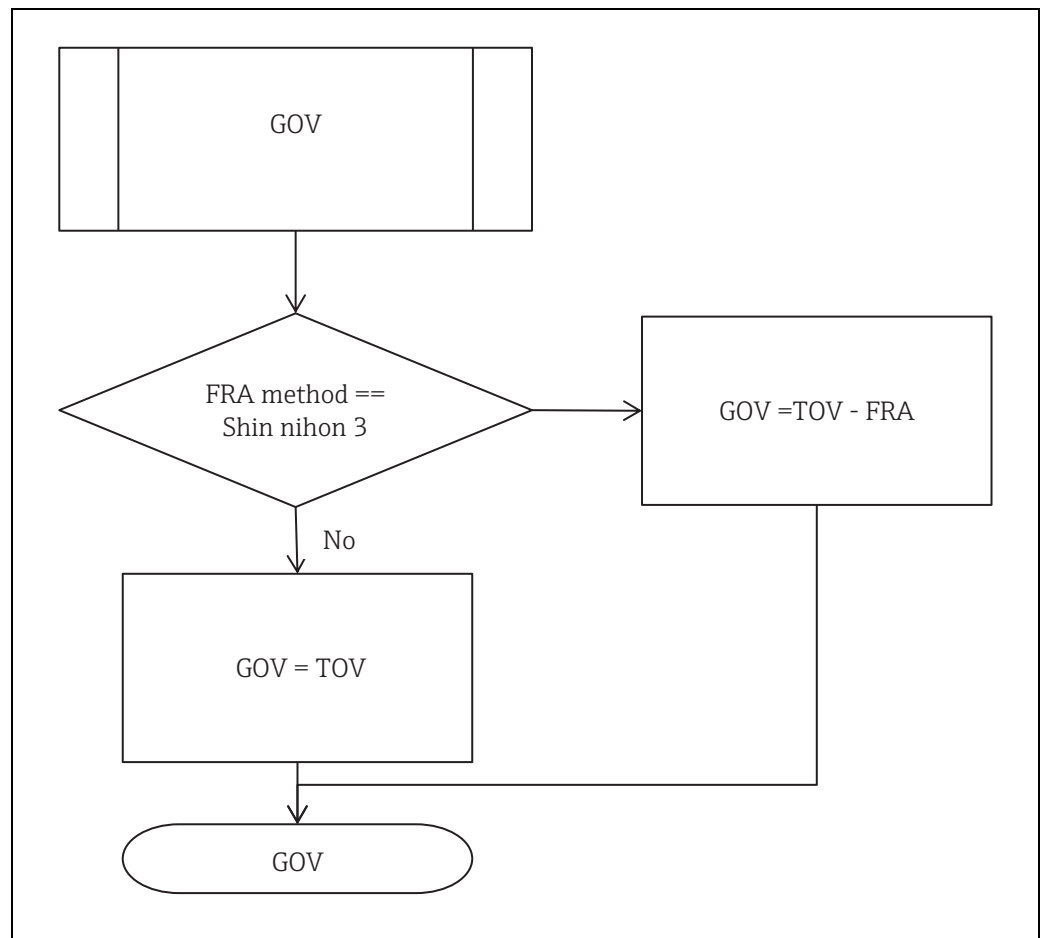 GOV
FRA method ==
Shin nihon 3
GOV =TOV - FRA
No
GOV = TOV
GOV